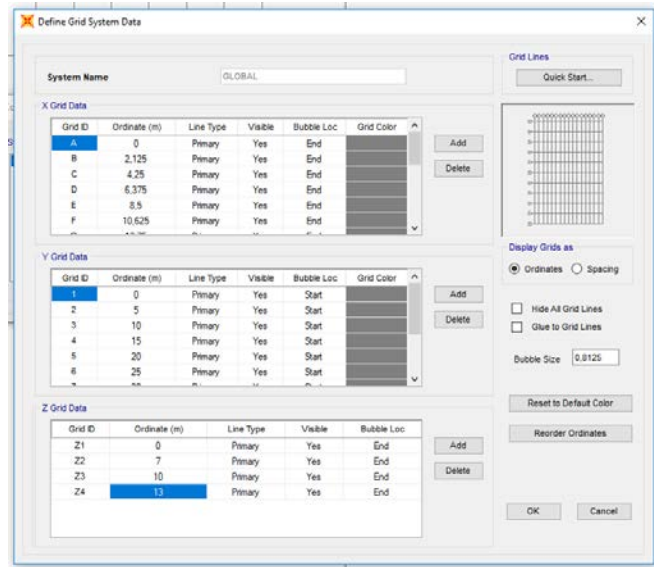 Define Grid System Data
System Name GLOBAL
Grid Lines
Quick Start...
X Grid Data
Grid ID Ordinate (m) Line Type Visible Bubble Loc Grid Color
A 0 Primary Yes End
B 2,125 Primary Yes End
C 4,25 Primary Yes End
D 6,375 Primary Yes End
E 8,5 Primary Yes End
F 10,625 Primary Yes End
Add
Delete
Y Grid Data
Grid ID Ordinate (m) Line Type Visible Bubble Loc Grid Color
1 0 Primary Yes Start
2 5 Primary Yes Start
3 10 Primary Yes Start
4 15 Primary Yes Start
5 20 Primary Yes Start
6 25 Primary Yes Start
Add
Delete
Display Grids as
Ordinates Spacing
Hide All Grid Lines
Glue to Grid Lines
Bubble Size 0,8125
Z Grid Data
Grid ID Ordinate (m) Line Type Visible Bubble Loc
Z1 0 Primary Yes End
Z2 7 Primary Yes End
Z3 10 Primary Yes End
Z4 13 Primary Yes End
Add
Delete
Reset to Default Color
Reorder Ordinates
OK Cancel